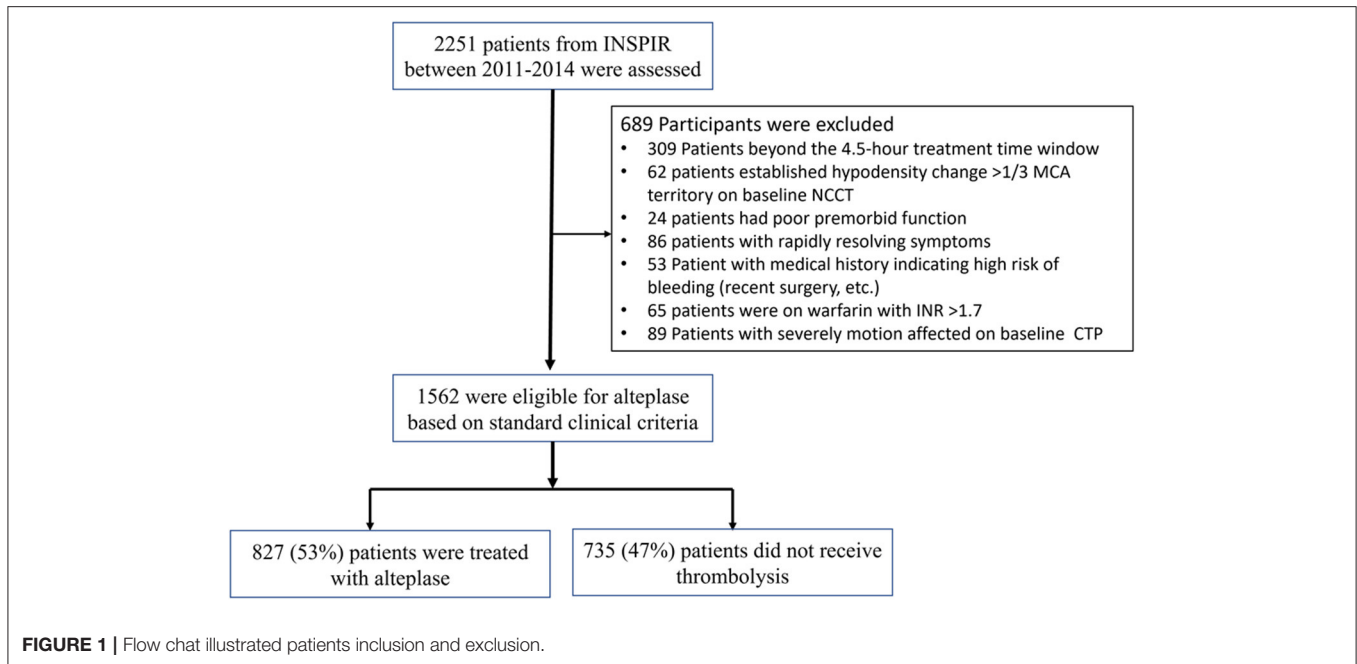 2251 patients from INSPIR
between 2011-2014 were assessed
689 Participants were excluded
• 309 Patients beyond the 4.5-hour treatment time window
• 62 patients established hypodensity change >1/3 MCA
territory on baseline NCCT
• 24 patients had poor premorbid function
• 86 patients with rapidly resolving symptoms
• 53 Patient with medical history indicating high risk of
bleeding (recent surgery, etc.)
• 65 patients were on warfarin with INR >1.7
• 89 Patients with severely motion affected on baseline CTP
1562 were eligible for alteplase
based on standard clinical criteria
827 (53%) patients were treated
with alteplase
735 (47%) patients did not receive
thrombolysis
FIGURE 1 | Flow chat illustrated patients inclusion and exclusion.